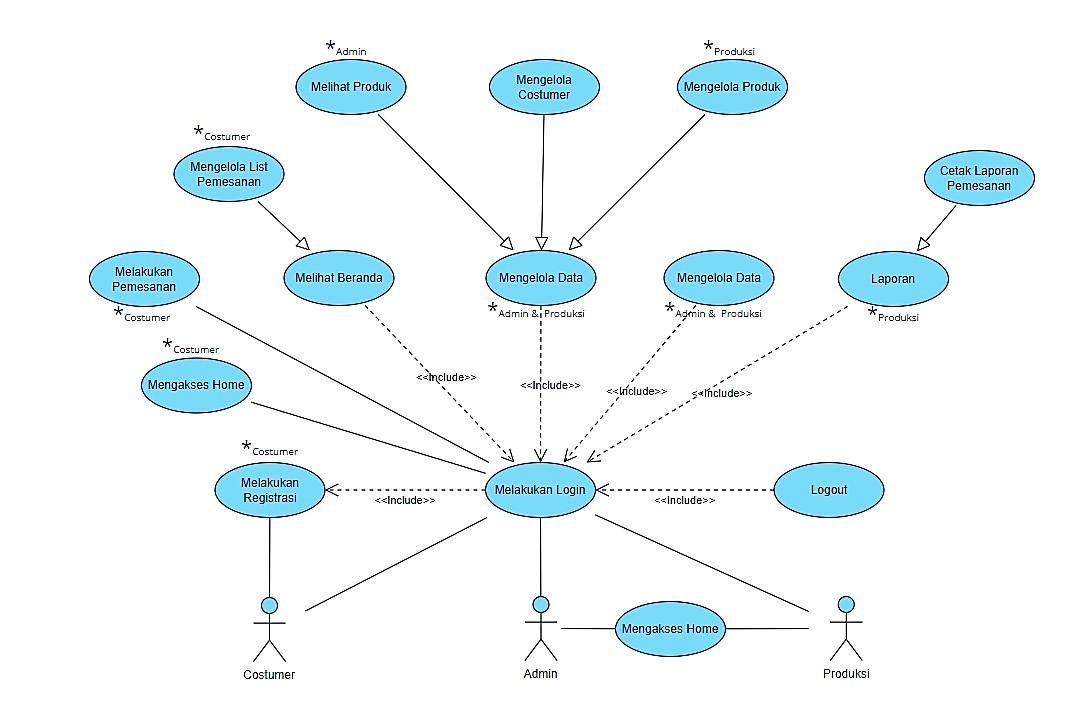 *Admin
*Produksi
Melihat Produk
Mengelola
Costumer
Mengelola Produk
*Costumer
Mengelola List
Pemesanan
Cetak Laporan
Pemesanan
Melakukan
Pemesanan
*Costumer
Melihat Beranda
Mengelola Data
*Admin & Produksi
Mengelola Data
*Admin & Produksi
Laporan
*Produksi
*Costumer
Mengakses Home
<<Include>>
<<Include>>
<<Include>>
<<Include>>
*Costumer
Melakukan
Registrasi
<<Include>>
Melakukan Login
<<Include>>
Logout
Mengakses Home
Costumer
Admin
Produksi